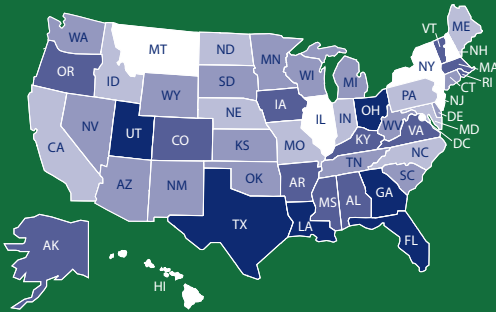 WA
MT
ND
MN
ME
VT
NH
MA
RI
CT
NY
OR
ID
SD
WI
MI
WY
NE
IA
PA
NJ
DE
MD
DC
NV
UT
CO
KS
MO
IL
IN
OH
WV
VA
KY
CA
AZ
NM
OK
AR
TN
NC
SC
TX
LA
MS
AL
GA
FL
AK
HI